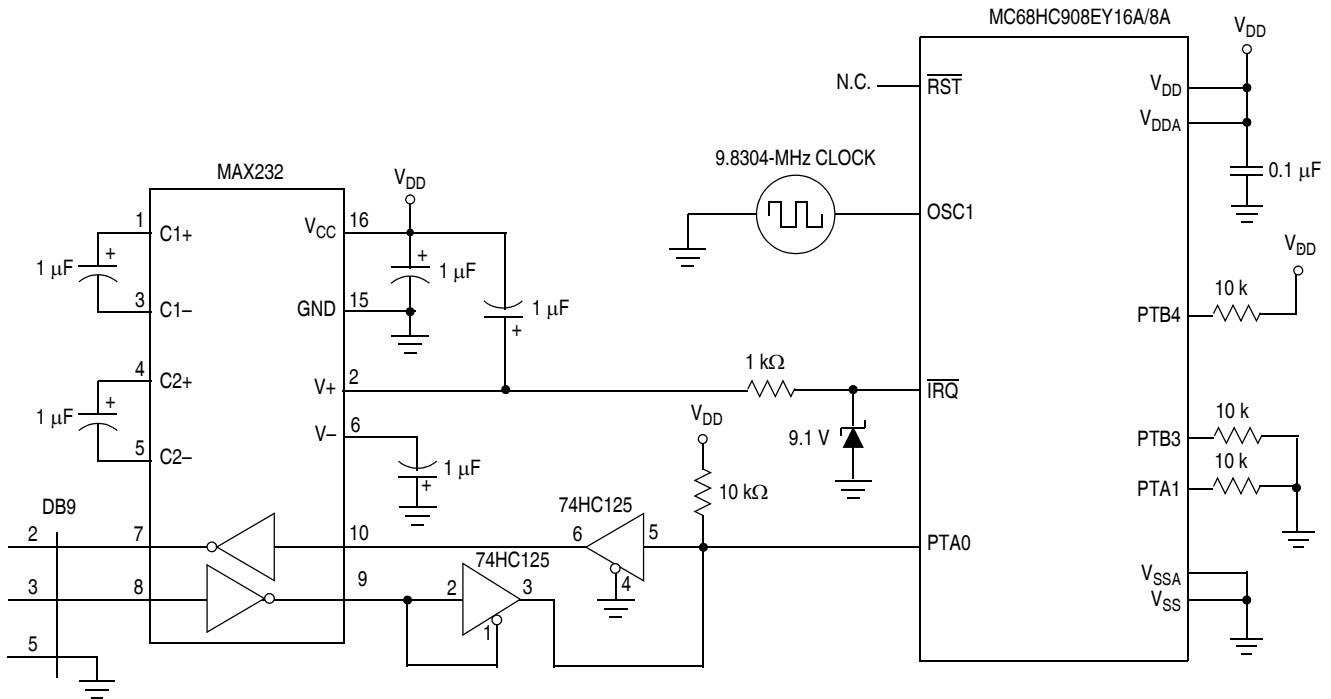 MC68HC908EY16A/8A
VDD
N.C.
RST
VDD
VDDA
0.1 µF
9.8304-MHz CLOCK
OSC1
MAX232
VDD
1
C1+
VCC
16
1 µF
+
+
1 µF
3
C1–
GND
15
1 µF
+
VDD
10 k
PTB4
4
C2+
V+
2
1 kΩ
IRQ
1 µF
+
5
C2–
V–
6
1 µF
+
VDD
9.1 V
10 k
PTB3
10 k
PTA1
10 kΩ
DB9
74HC125
2
7
10
6
5
4
PTA0
74HC125
3
8
9
2
3
1
VSSA
VSS
5